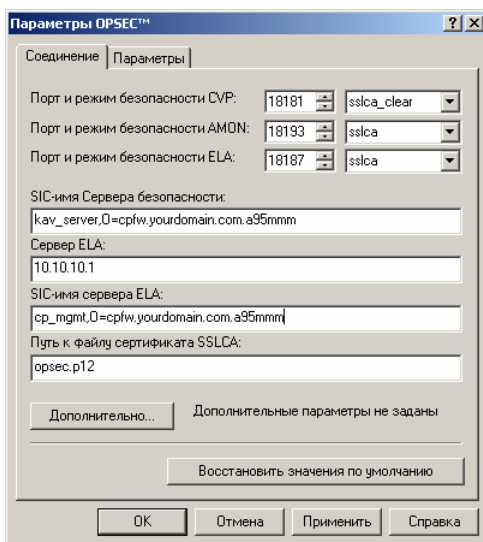 Параметры OPSEC™
Соединение Параметры
Порт и режим безопасности CVP: 18181 sslca_clear
Порт и режим безопасности AMON: 18193 sslca
Порт и режим безопасности ELA: 18187 sslca
SIC-имя Сервера безопасности:
kav_server,O=cpfw.yourdomain.com.a95mmm
Сервер ELA:
10.10.10.1
SIC-имя сервера ELA:
cp_mgmt,O=cpfw.yourdomain.com.a95mmm
Путь к файлу сертификата SSLCA:
opsec.p12
Дополнительно... Дополнительные параметры не заданы
Восстановить значения по умолчанию
OK Отмена Применить Справка